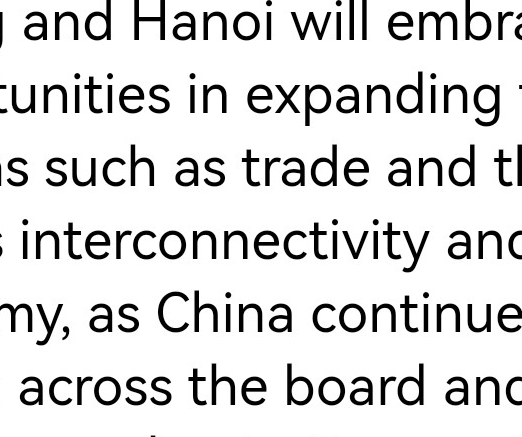 and Hanoi will embra
tunities in expanding
as such as trade and th
s interconnectivity and
my, as China continue
across the board and